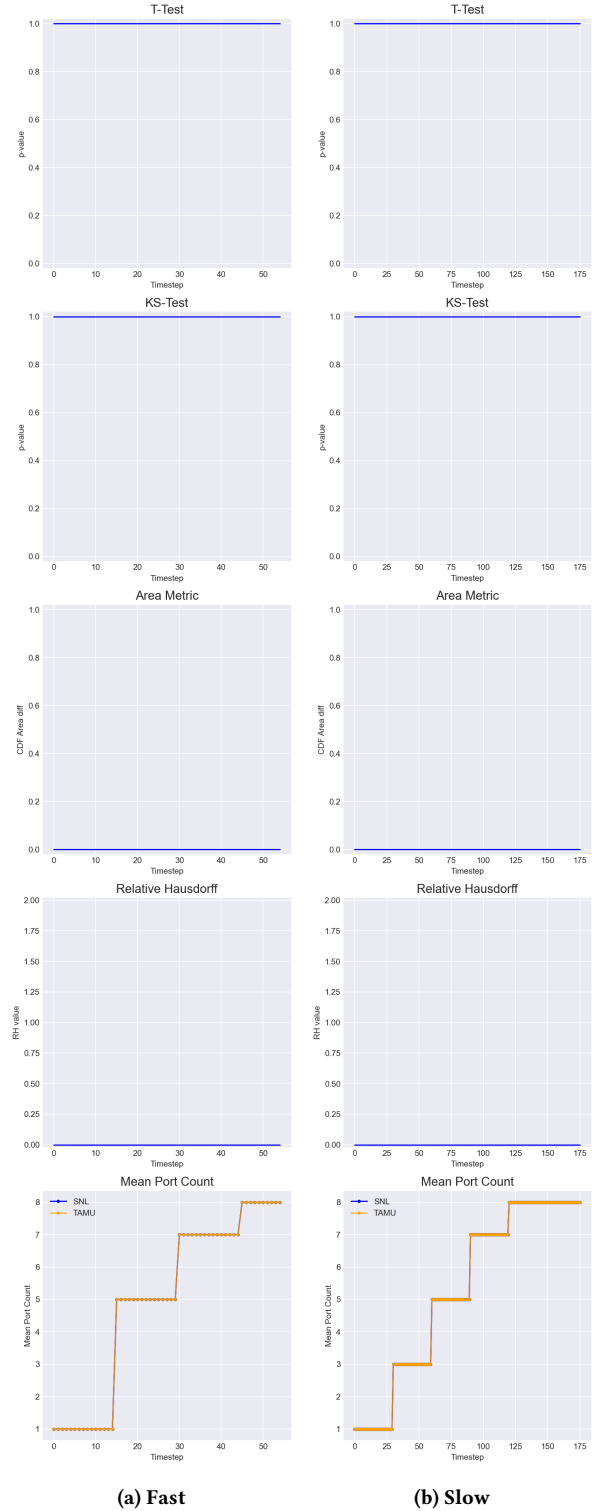 T-Test T-Test
1.0 1.0
0.8 0.8
0.6 0.6
p-value p-value
0.4 0.4
0.2 0.2
0.0 0.0
0 10 20 30 40 50 0 25 50 75 100 125 150 175
Timestep Timestep
KS-Test KS-Test
1.0 1.0
0.8 0.8
0.6 0.6
p-value p-value
0.4 0.4
0.2 0.2
0.0 0.0
0 10 20 30 40 50 0 25 50 75 100 125 150 175
Timestep Timestep
Area Metric Area Metric
1.0 1.0
0.8 0.8
0.6 0.6
CDF Area diff CDF Area diff
0.4 0.4
0.2 0.2
0.0 0.0
0 10 20 30 40 50 0 25 50 75 100 125 150 175
Timestep Timestep
Relative Hausdorff Relative Hausdorff
2.00 2.00
1.75 1.75
1.50 1.50
1.25 1.25
RH value RH value
1.00 1.00
0.75 0.75
0.50 0.50
0.25 0.25
0.00 0.00
0 10 20 30 40 50 0 25 50 75 100 125 150 175
Timestep Timestep
Mean Port Count Mean Port Count
8 SNL 8 SNL
TAMU TAMU
7 7
6 6
5 5
Mean Port Count Mean Port Count
4 4
3 3
2 2
1 1
0 10 20 30 40 50 0 25 50 75 100 125 150 175
Timestep Timestep
(a) Fast (b) Slow